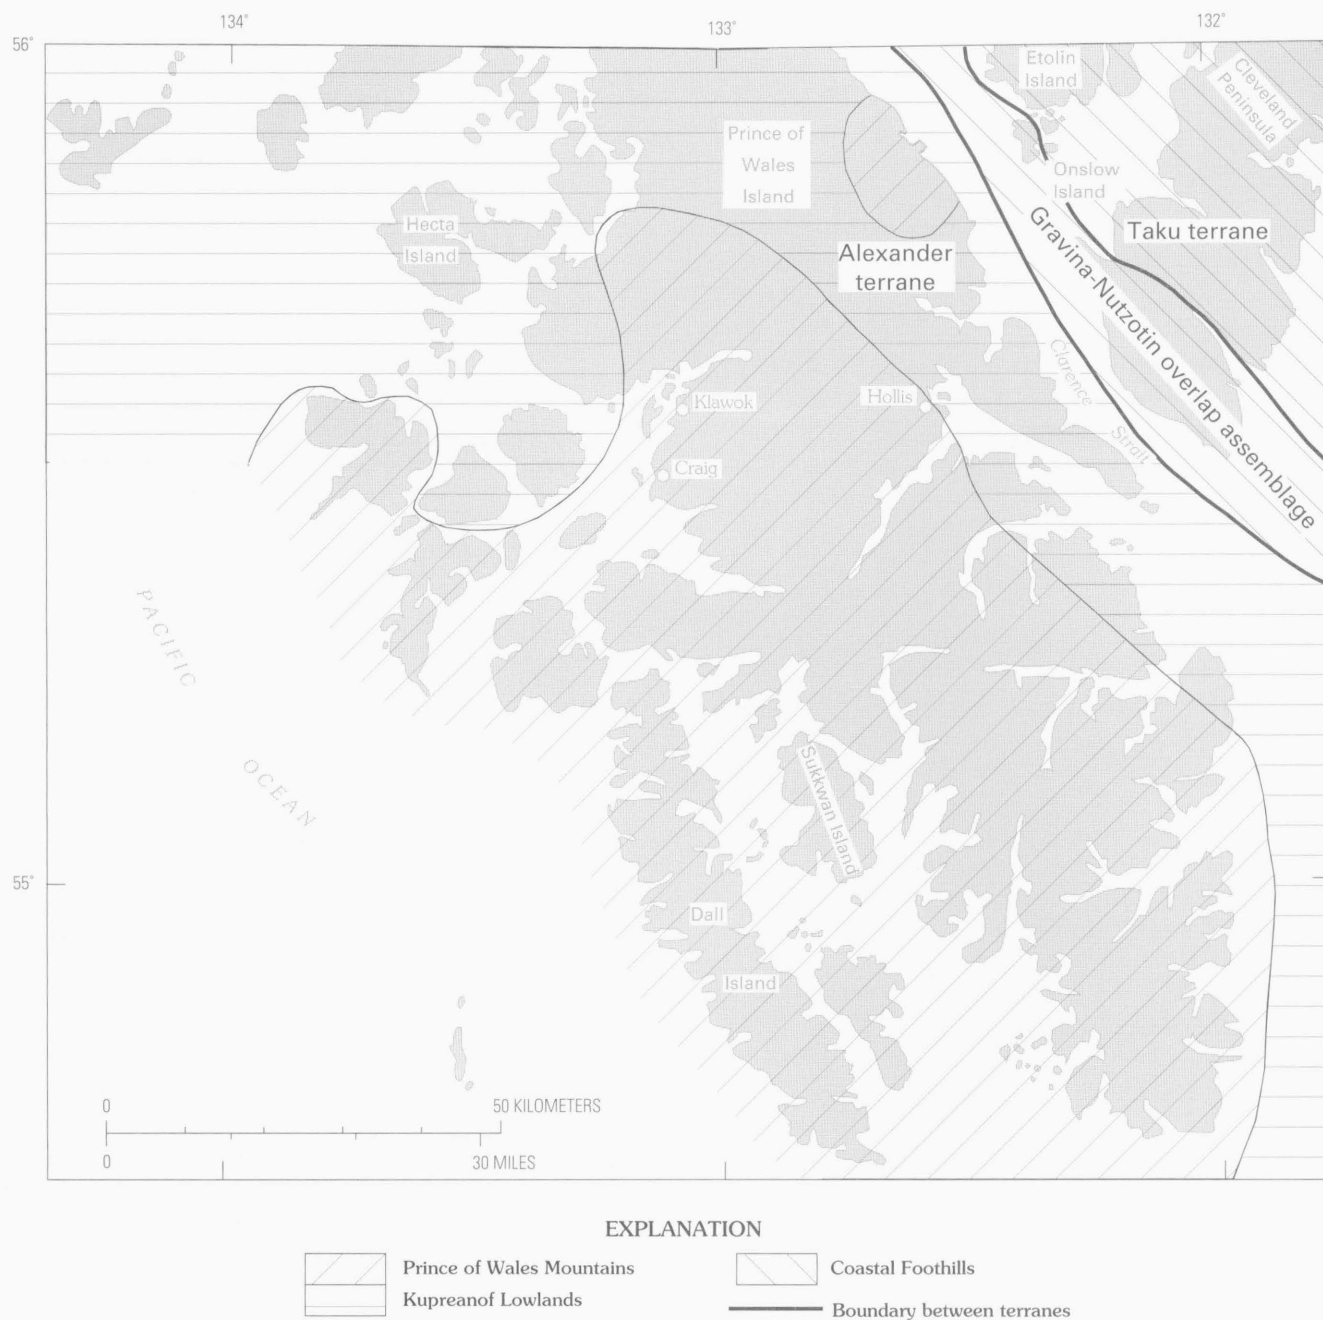 134°
133°
132°
56°
Etolin
Island
Cleveland
Peninsula
Prince of
Wales
Island
Onslow
Island
Hecta
Island
Alexander
terrane
Taku terrane
Gravina-Nutzotin overlap assemblage
Clarence
Strait
Klawok
Hollis
Craig
PACIFIC
OCEAN
Sukkwan Island
55°
Dall
Island
0
50 KILOMETERS
0
30 MILES
EXPLANATION
Prince of Wales Mountains
Coastal Foothills
Kupreanof Lowlands
Boundary between terranes